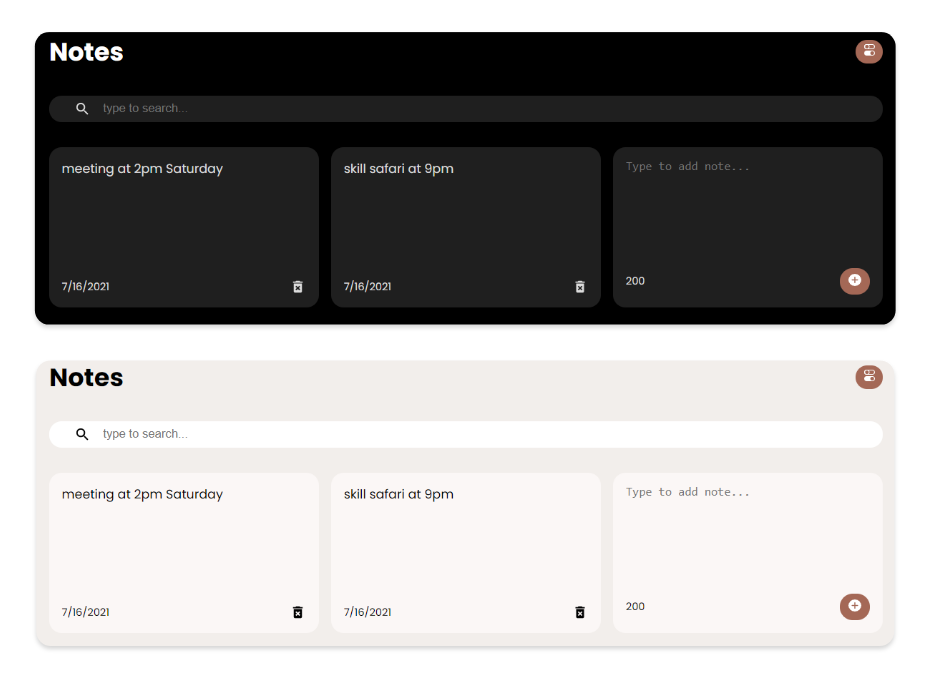 Notes
type to search...
meeting at 2pm Saturday
skill safari at 9pm
Type to add note...
7/16/2021
7/16/2021
200
Notes
type to search...
meeting at 2pm Saturday
skill safari at 9pm
Type to add note...
7/16/2021
7/16/2021
200